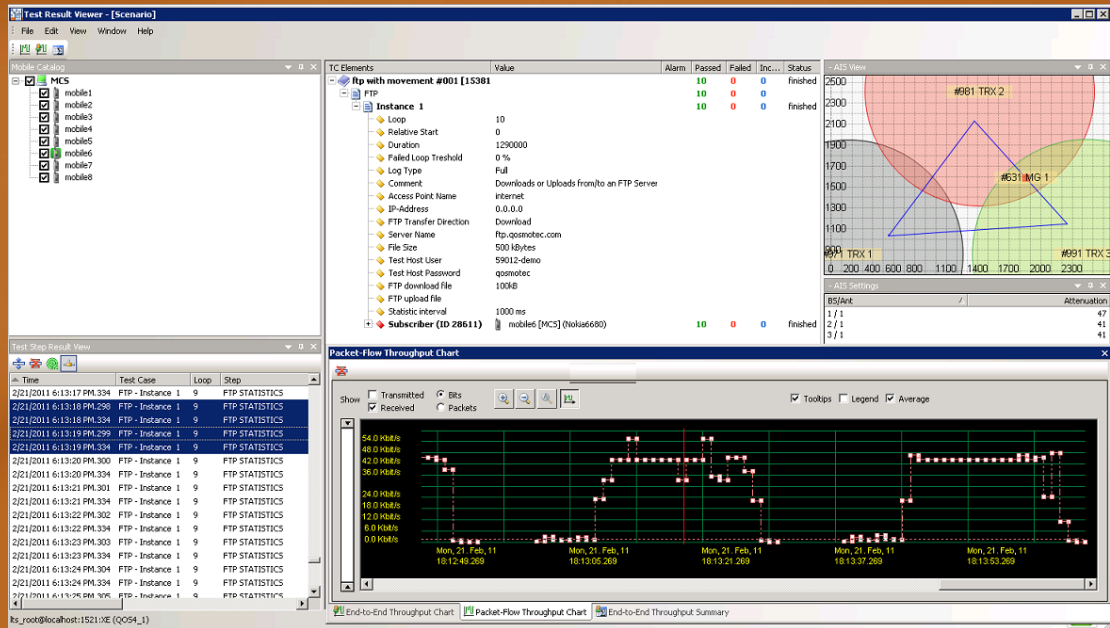 Test Result Viewer - [Scenario]
File Edit View Window Help
Mobile Catalog
MCS
mobile1
mobile2
mobile3
mobile4
mobile5
mobile6
mobile7
mobile8
TC Elements Value Alarm Passed Failed Inc... Status
ftp with movement #001 [15381 10 0 0 finished
FTP 10 0 0
Instance 1 10 0 0 finished
Loop 10
Relative Start 0
Duration 1290000
Failed Loop Treshold 0 %
Log Type Full
Comment Downloads or Uploads from/to an FTP Server
Access Point Name internet
IP-Address 0.0.0.0
FTP Transfer Direction Download
Server Name ftp.qosmotec.com
File Size 500 kBytes
Test Host User 59012-demo
Test Host Password qosmotec
FTP download file 100kB
FTP upload file
Statistic interval 1000 ms
Subscriber (ID 28611) mobile6 [MCS] (Nokia6680) 10 0 0 finished
- AIS View
2500
2300
2100
1900
1700
1500
1300
1100
#981 TRX 2
#631 MG 1
TRX 1
#991 TRX 3
0 200 400 600 800 1100 1400 1700 2000 2300
- AIS Settings
BS/Ant / Attenuation
1 / 1 47
2 / 1 41
3 / 1 41
Test Step Result View
Time Test Case Loop Step
2/21/2011 6:13:17 PM.334 FTP - Instance 1 9 FTP STATISTICS
2/21/2011 6:13:18 PM.298 FTP - Instance 1 9 FTP STATISTICS
2/21/2011 6:13:18 PM.334 FTP - Instance 1 9 FTP STATISTICS
2/21/2011 6:13:19 PM.299 FTP - Instance 1 9 FTP STATISTICS
2/21/2011 6:13:19 PM.334 FTP - Instance 1 9 FTP STATISTICS
2/21/2011 6:13:20 PM.300 FTP - Instance 1 9 FTP STATISTICS
2/21/2011 6:13:20 PM.334 FTP - Instance 1 9 FTP STATISTICS
2/21/2011 6:13:21 PM.301 FTP - Instance 1 9 FTP STATISTICS
2/21/2011 6:13:21 PM.334 FTP - Instance 1 9 FTP STATISTICS
2/21/2011 6:13:22 PM.302 FTP - Instance 1 9 FTP STATISTICS
2/21/2011 6:13:22 PM.334 FTP - Instance 1 9 FTP STATISTICS
2/21/2011 6:13:23 PM.303 FTP - Instance 1 9 FTP STATISTICS
2/21/2011 6:13:23 PM.334 FTP - Instance 1 9 FTP STATISTICS
2/21/2011 6:13:24 PM.304 FTP - Instance 1 9 FTP STATISTICS
2/21/2011 6:13:24 PM.334 FTP - Instance 1 9 FTP STATISTICS
2/21/2011 6:13:25 PM.305 FTP - Instance 1 9 FTP STATISTICS
Packet-Flow Throughput Chart
Show Transmitted Bits
Received Packets
Tooltips Legend Average
54.0 Kbit/s
48.0 Kbit/s
42.0 Kbit/s
36.0 Kbit/s
24.0 Kbit/s
18.0 Kbit/s
12.0 Kbit/s
6.0 Kbit/s
0.0 Kbit/s
Mon, 21. Feb, 11 Mon, 21. Feb, 11 Mon, 21. Feb, 11 Mon, 21. Feb, 11 Mon, 21. Feb, 11
18:12:49.269 18:13:05.269 18:13:21.269 18:13:37.269 18:13:53.269
End-to-End Throughput Chart Packet-Flow Throughput Chart End-to-End Throughput Summary
lts_root@localhost:1521:XE (QOS4_1)